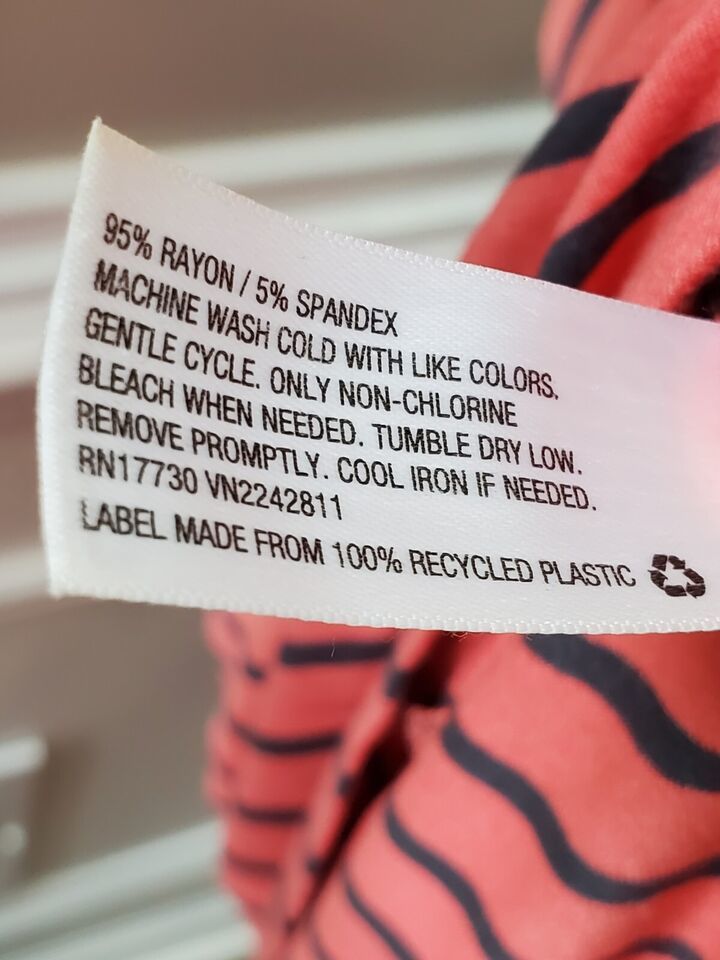 95% RAYON / 5% SPANDEX
MACHINE WASH COLD WITH LIKE COLORS.
GENTLE CYCLE. ONLY NON-CHLORINE
BLEACH WHEN NEEDED. TUMBLE DRY LOW.
REMOVE PROMPTLY. COOL IRON IF NEEDED.
RN17730 VN2242811
LABEL MADE FROM 100% RECYCLED PLASTIC